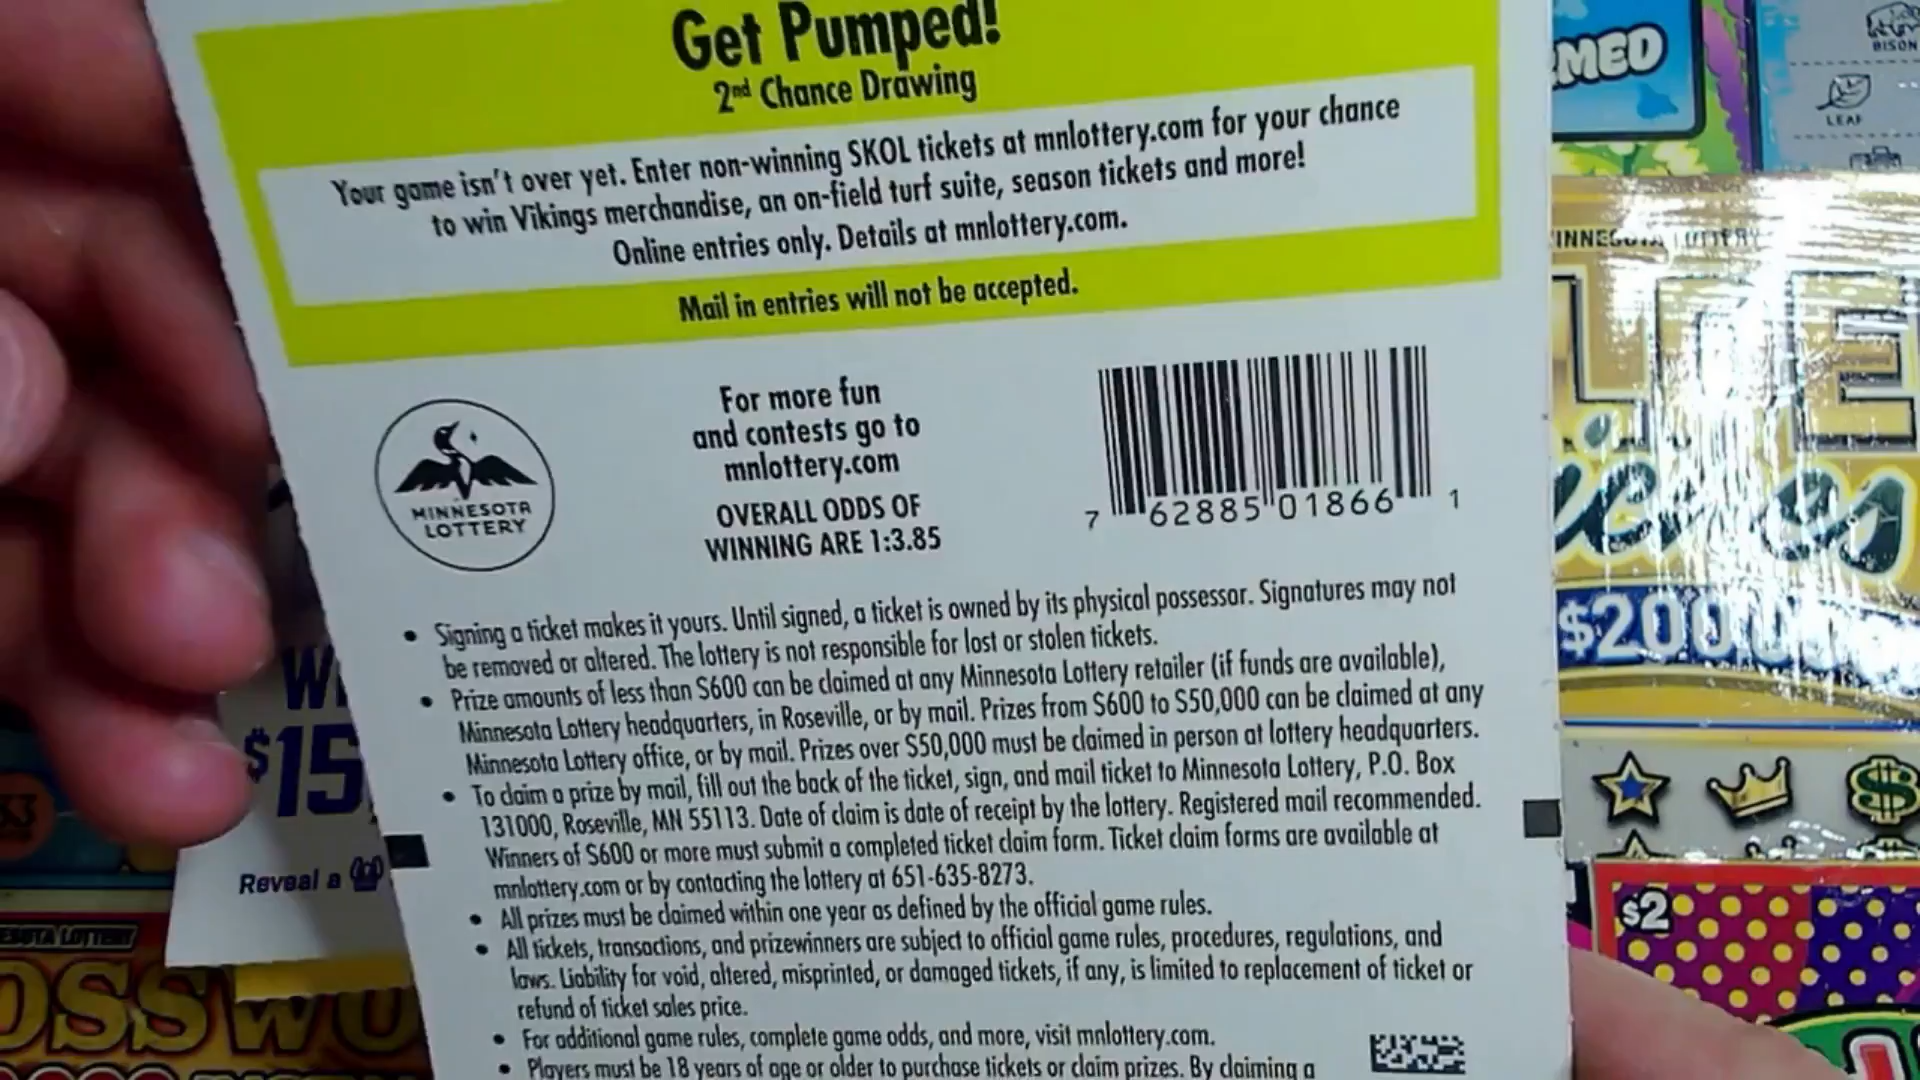 Get Pumped!
2nd Chance Drawing
Your game isn't over yet. Enter non-winning SKOL tickets at mnlottery.com for your chance
to win Vikings merchandise, an on-field turf suite, season tickets and more!
Online entries only. Details at mnlottery.com.
Mail in entries will not be accepted.
MINNESOTA
LOTTERY
For more fun
and contests go to
mnlottery.com
OVERALL ODDS OF
WINNING ARE 1:3.85
7 62885 01866 1
• Signing a ticket makes it yours. Until signed, a ticket is owned by its physical possessor. Signatures may not
be removed or altered. The lottery is not responsible for lost or stolen tickets.
• Prize amounts of less than $600 can be claimed at any Minnesota Lottery retailer (if funds are available),
Minnesota Lottery headquarters, in Roseville, or by mail. Prizes from $600 to $50,000 can be claimed at any
Minnesota Lottery office, or by mail. Prizes over $50,000 must be claimed in person at lottery headquarters.
• To claim a prize by mail, fill out the back of the ticket, sign, and mail ticket to Minnesota Lottery, P.O. Box
131000, Roseville, MN 55113. Date of claim is date of receipt by the lottery. Registered mail recommended.
Winners of $600 or more must submit a completed ticket claim form. Ticket claim forms are available at
mnlottery.com or by contacting the lottery at 651-635-8273.
• All prizes must be claimed within one year as defined by the official game rules.
• All tickets, transactions, and prizewinners are subject to official game rules, procedures, regulations, and
laws. Liability for void, altered, misprinted, or damaged tickets, if any, is limited to replacement of ticket or
refund of ticket sales price.
• For additional game rules, complete game odds, and more, visit mnlottery.com.
• Players must be 18 years of age or older to purchase tickets or claim prizes. By claiming a
MED
BISON
LEAF
$200
$2
$15,
Reveal a
LOTTERY
OSSWO